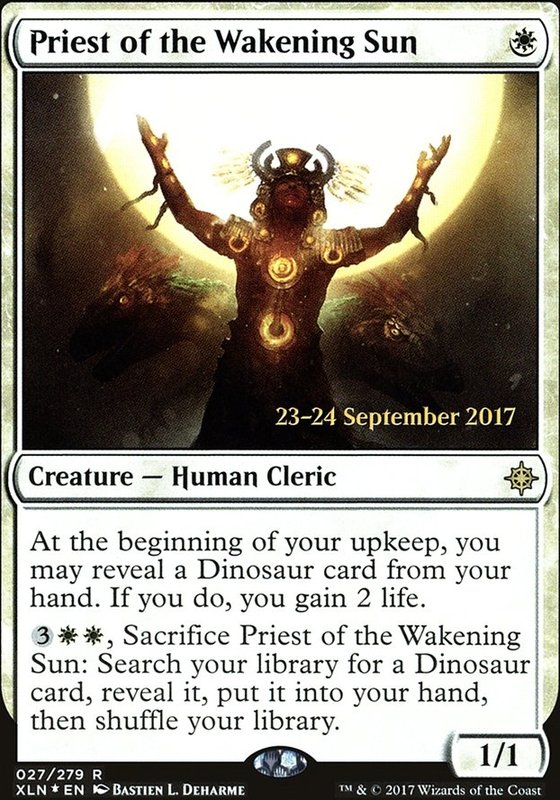 Priest of the Wakening Sun
23–24 September 2017
Creature — Human Cleric
At the beginning of your upkeep, you
may reveal a Dinosaur card from your
hand. If you do, you gain 2 life.
3, Sacrifice Priest of the Wakening
Sun: Search your library for a Dinosaur
card, reveal it, put it into your hand,
then shuffle your library.
1/1
027/279 R
XLN★EN Bastien L. Deharme
™ & © 2017 Wizards of the Coast